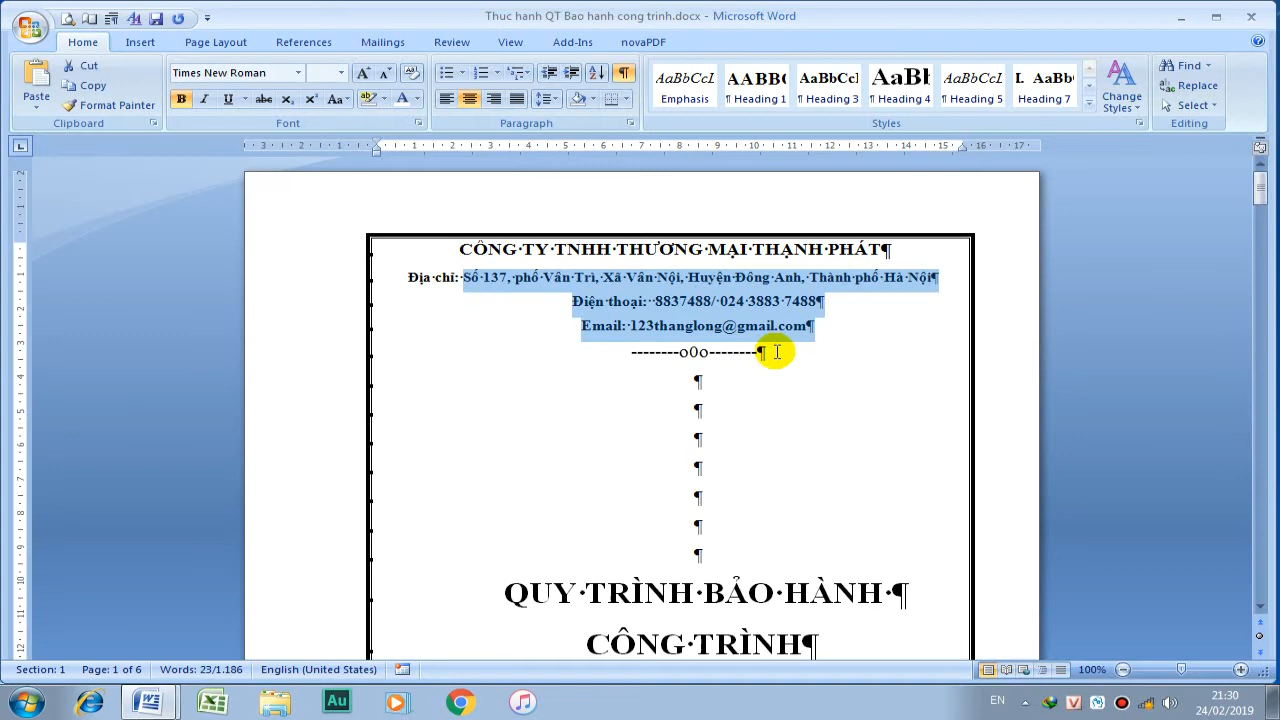 Thuc hanh QT Bao hanh cong trinh.docx - Microsoft Word
Home Insert Page Layout References Mailings Review View Add-Ins novaPDF
Paste
Cut
Copy
Format Painter
Clipboard
Times New Roman
Font
Paragraph
AaBbCcL AABBC AaBbCcI AaBbH AaBbCcL L AaBb(
Emphasis ¶ Heading 1 ¶ Heading 3 ¶ Heading 4 ¶ Heading 5 ¶ Heading 7
Styles
Change Styles
Find
Replace
Select
Editing
CÔNG·TY·TNHH·THƯƠNG·MẠI·THẠNH·PHÁT¶
Địa·chỉ:·Số·137,·phố·Vân·Trì,·Xã·Vân·Nội,·Huyện·Đông·Anh,·Thành·phố·Hà·Nội¶
Điện·thoại:··8837488/·024·3883·7488¶
Email:·123thanglong@gmail.com¶
--------o0o--------¶
¶
¶
¶
¶
¶
¶
¶
QUY·TRÌNH·BẢO·HÀNH·¶
CÔNG·TRÌNH¶
Section: 1 Page: 1 of 6 Words: 23/1.186 English (United States) 100%
EN
21:30
24/02/2019